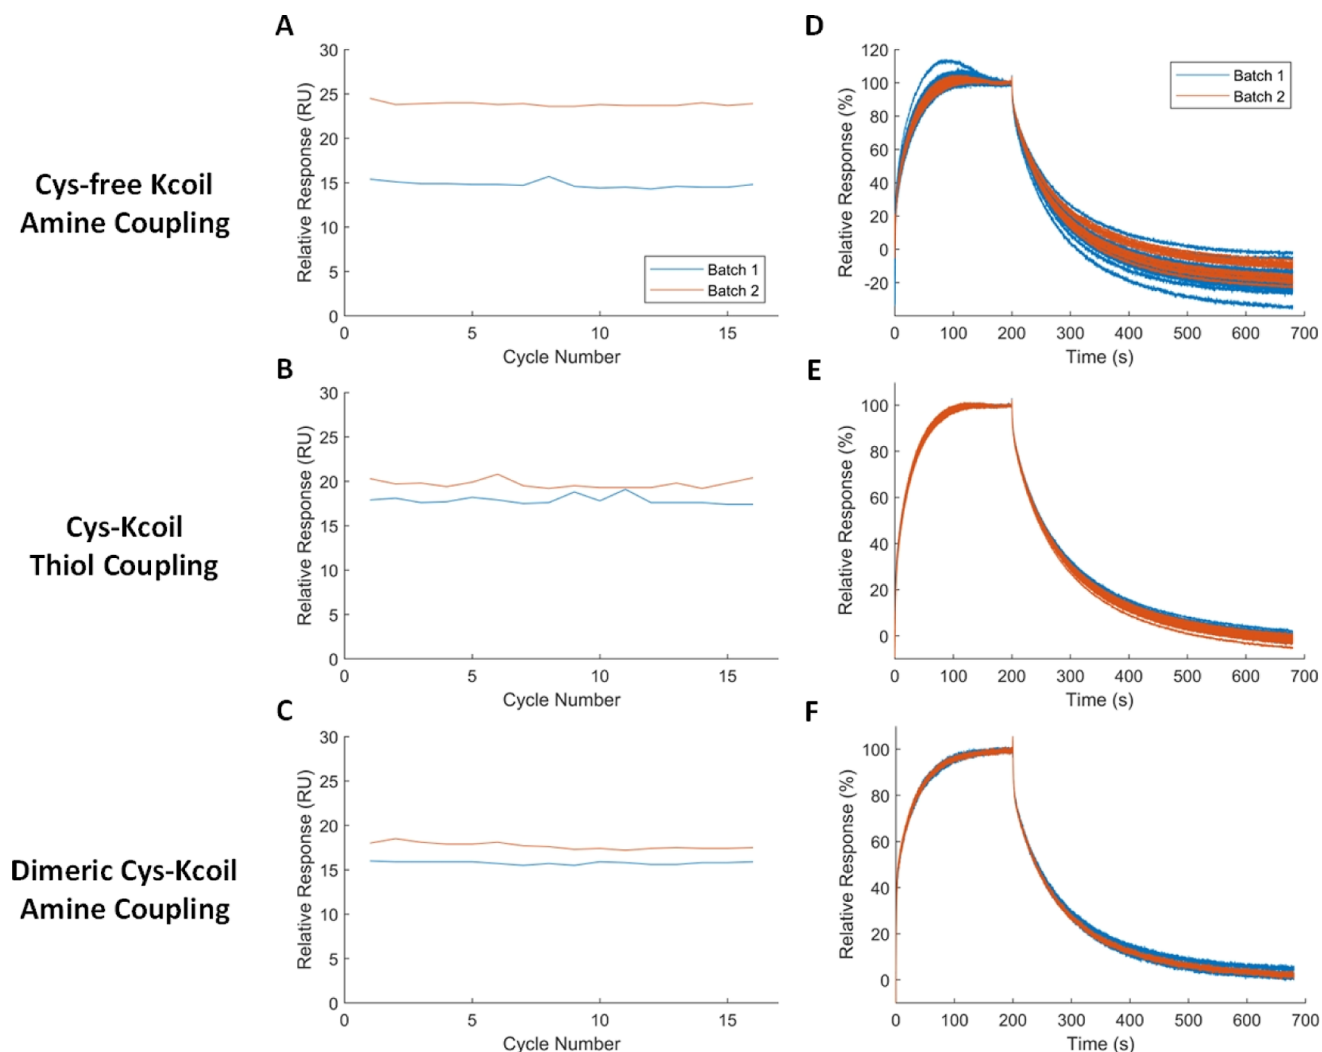 A
30
25
20
15
10
5
0
Relative Response (RU)
0
5
10
15
Cycle Number
Batch 1
Batch 2
D
120
100
80
60
40
20
0
-20
Relative Response (%)
0
100
200
300
400
500
600
700
Time (s)
Batch 1
Batch 2
Cys-free Kcoil
Amine Coupling
B
30
25
20
15
10
5
0
Relative Response (RU)
0
5
10
15
Cycle Number
E
100
80
60
40
20
0
Relative Response (%)
0
100
200
300
400
500
600
700
Time (s)
Cys-Kcoil
Thiol Coupling
C
30
25
20
15
10
5
0
Relative Response (RU)
0
5
10
15
Cycle Number
F
100
80
60
40
20
0
Relative Response (%)
0
100
200
300
400
500
600
700
Time (s)
Dimeric Cys-Kcoil
Amine Coupling